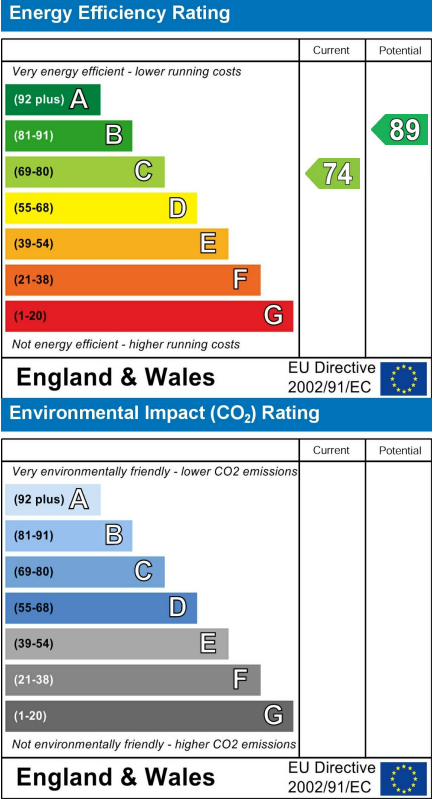 Energy Efficiency Rating
Current Potential
Very energy efficient - lower running costs
(92 plus) A
(81-91) B
89
(69-80) C
74
(55-68) D
(39-54) E
(21-38) F
(1-20) G
Not energy efficient - higher running costs
England & Wales
EU Directive
2002/91/EC
Environmental Impact (CO₂) Rating
Current Potential
Very environmentally friendly - lower CO2 emissions
(92 plus) A
(81-91) B
(69-80) C
(55-68) D
(39-54) E
(21-38) F
(1-20) G
Not environmentally friendly - higher CO2 emissions
England & Wales
EU Directive
2002/91/EC